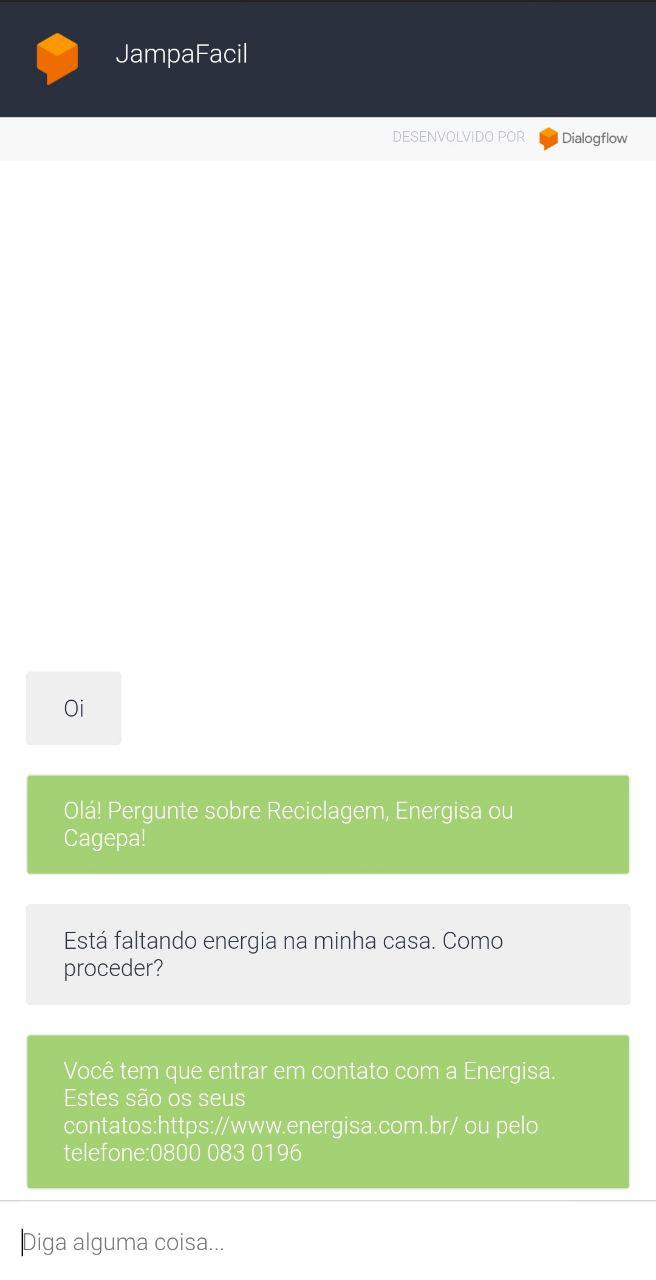 JampaFacil
DESENVOLVIDO POR Dialogflow
Oi
Olá! Pergunte sobre Reciclagem, Energisa ou
Cagepa!
Está faltando energia na minha casa. Como
proceder?
Você tem que entrar em contato com a Energisa.
Estes são os seus
contatos:https://www.energisa.com.br/ ou pelo
telefone:0800 083 0196
Diga alguma coisa...